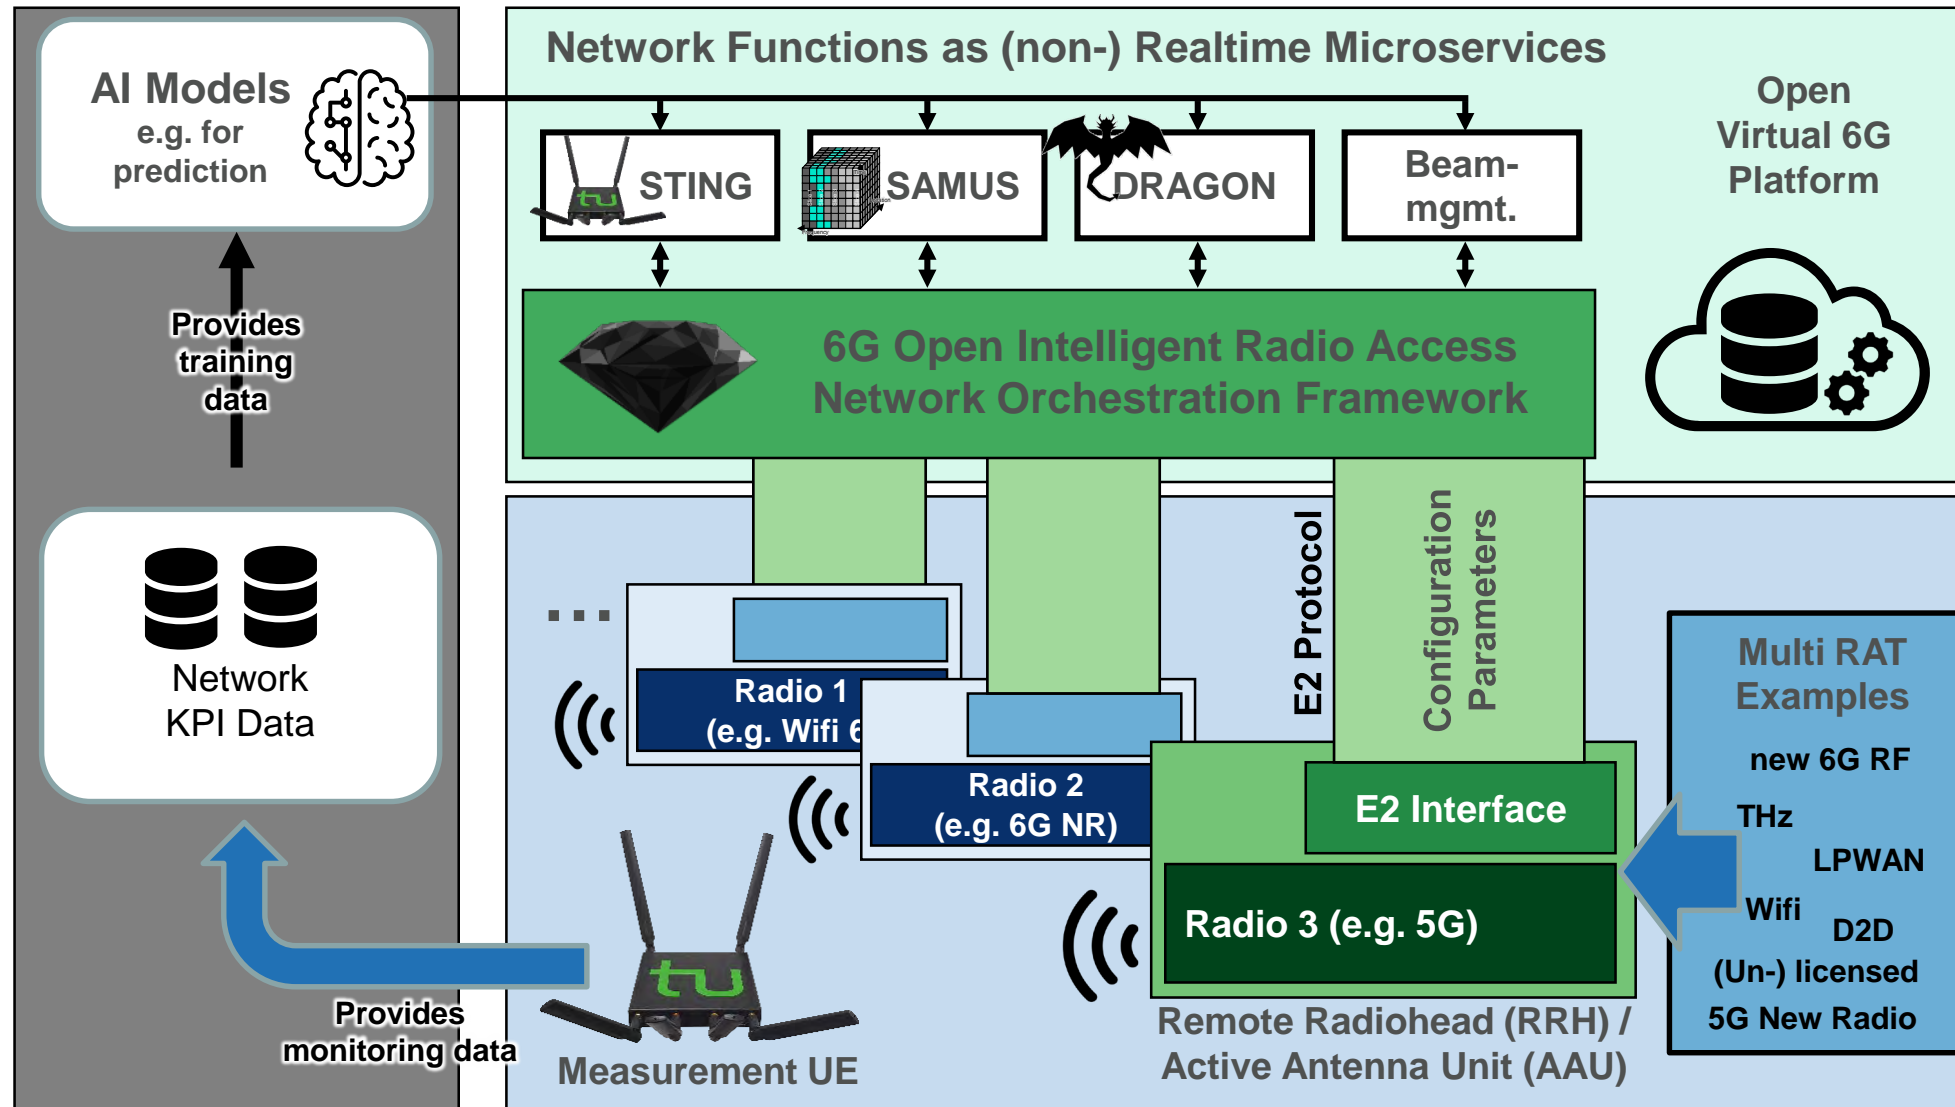 AI Models
e.g. for
prediction
Provides
training
data
Network
KPI Data
Provides
monitoring data
Network Functions as (non-) Realtime Microservices
STING
SAMUS
DRAGON
Beam-
mgmt.
Open
Virtual 6G
Platform
6G Open Intelligent Radio Access
Network Orchestration Framework
E2 Protocol
Configuration
Parameters
...
Radio 1
(e.g. Wifi 6
Radio 2
(e.g. 6G NR)
E2 Interface
Radio 3 (e.g. 5G)
tu
Measurement UE
Remote Radiohead (RRH) /
Active Antenna Unit (AAU)
Multi RAT
Examples
new 6G RF
THz
LPWAN
Wifi
D2D
(Un-) licensed
5G New Radio